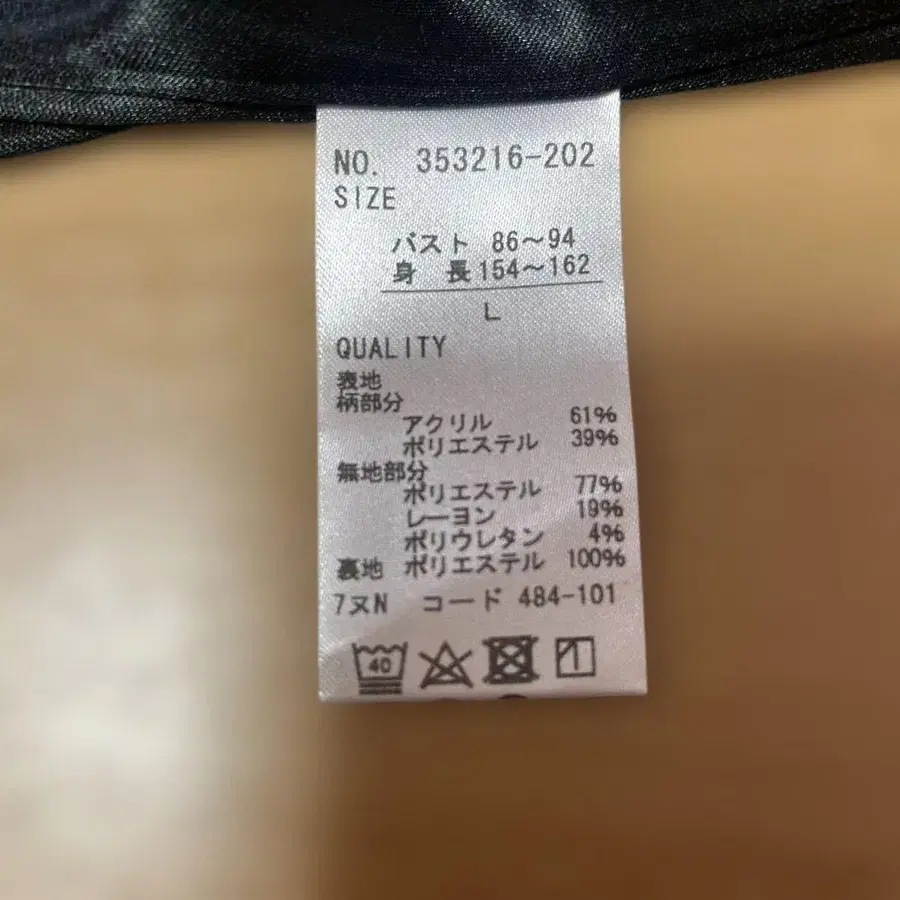 NO. 353216-202
SIZE
バスト 86～94
身 長 154～162
L
QUALITY
表地
柄部分
アクリル 61%
ポリエステル 39%
無地部分
ポリエステル 77%
レーヨン 19%
ポリウレタン 4%
裏地 ポリエステル 100%
7ヌN コード 484-101
40